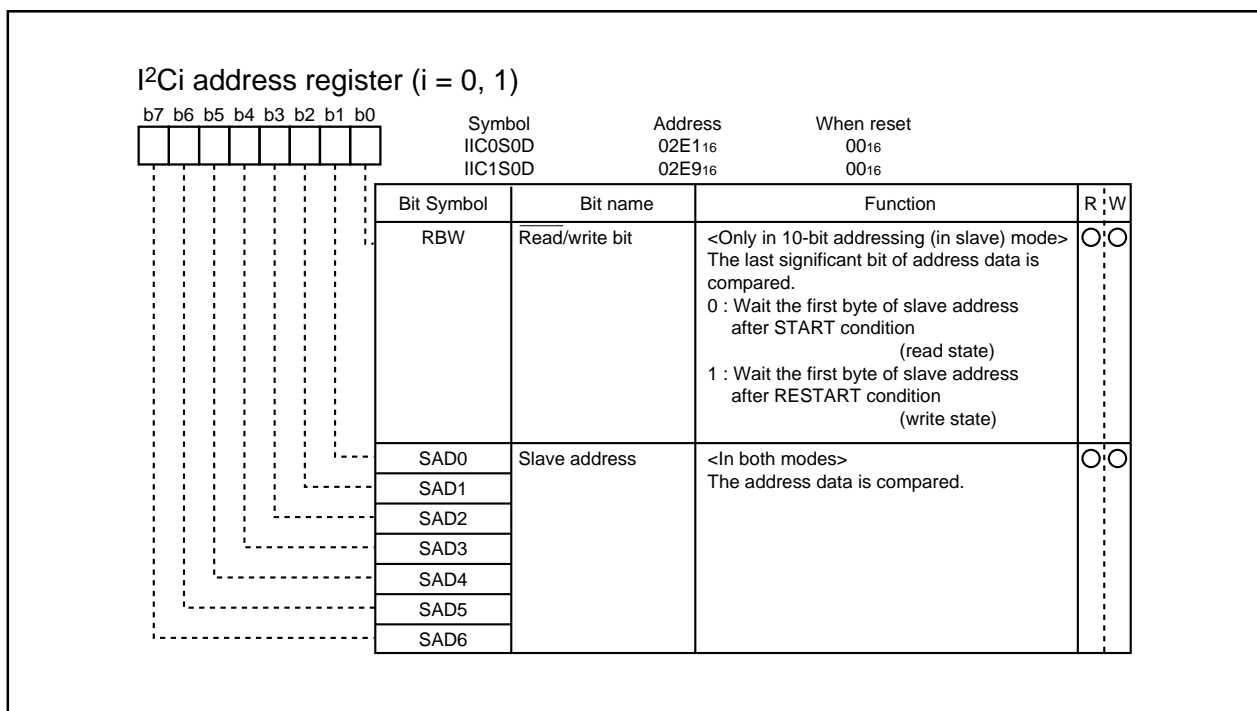 I²Ci address register (i = 0, 1)
b7 b6 b5 b4 b3 b2 b1 b0
Symbol Address When reset
IIC0S0D 02E1₁₆ 00₁₆
IIC1S0D 02E9₁₆ 00₁₆
Bit Symbol Bit name Function R W
RBW Read/write bit <Only in 10-bit addressing (in slave) mode>
The last significant bit of address data is
compared.
0 : Wait the first byte of slave address
after START condition
(read state)
1 : Wait the first byte of slave address
after RESTART condition
(write state)
SAD0 Slave address <In both modes>
SAD1 The address data is compared.
SAD2
SAD3
SAD4
SAD5
SAD6